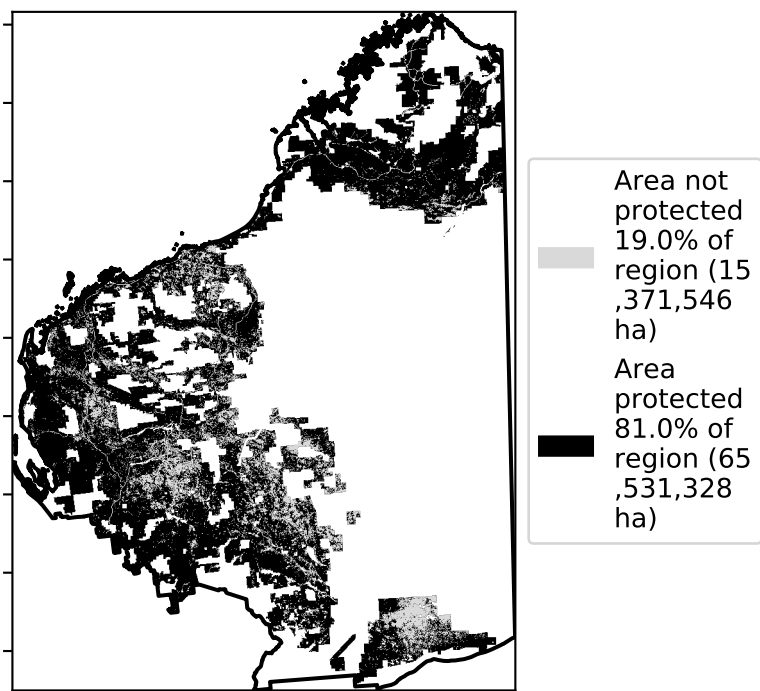 Area not
protected
19.0% of
region (15
,371,546
ha)
Area
protected
81.0% of
region (65
,531,328
ha)